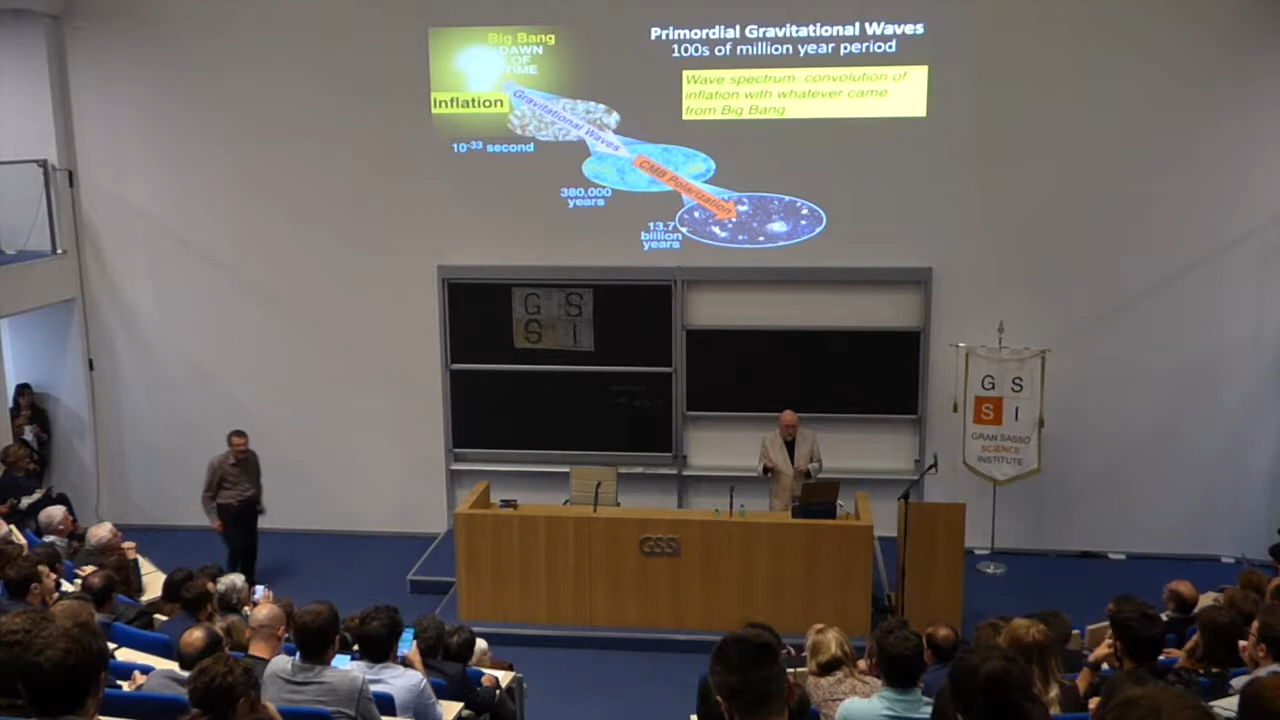 Big Bang
DAWN
OF
TIME
Inflation
Gravitational Waves
10-33 second
380,000
years
CMB Polarization
13.7
billion
years
Primordial Gravitational Waves
100s of million year period
Wave spectrum: convolution of
inflation with whatever came
from Big Bang
G S
S I
G S
S I
GRAN SASSO
SCIENCE
INSTITUTE
GSSI